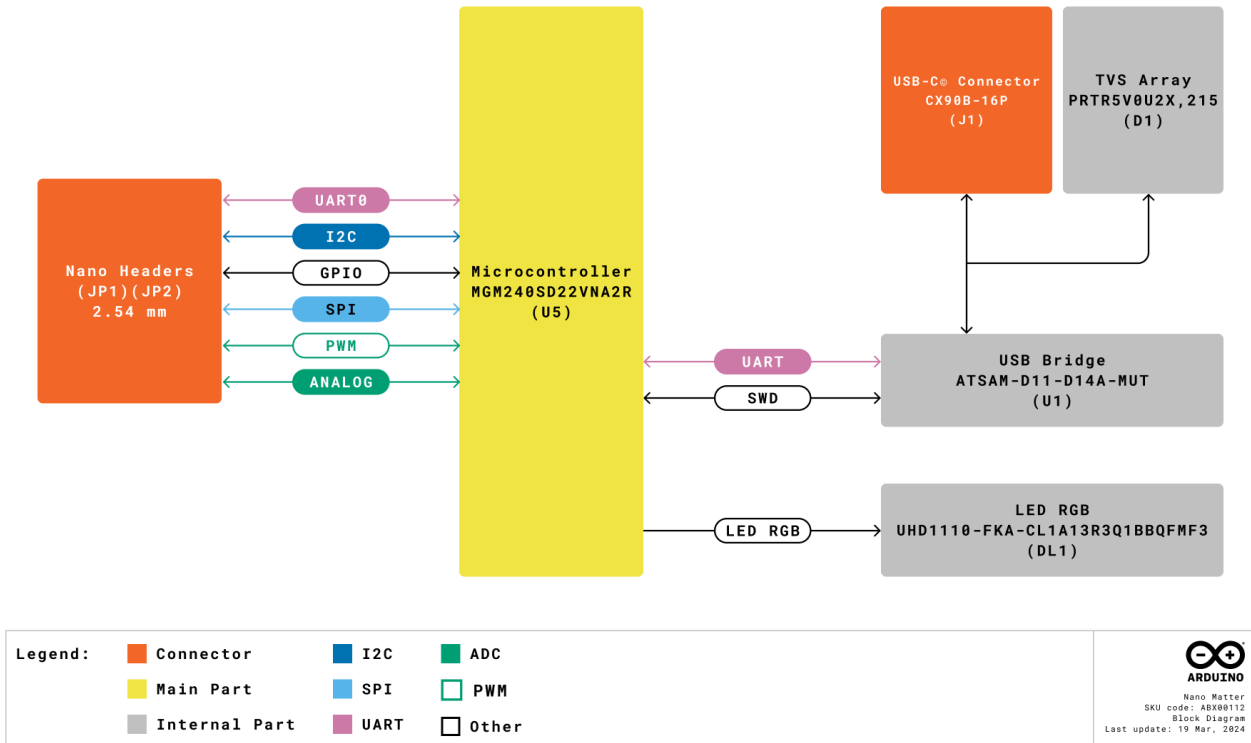 USB-C® Connector
CX90B-16P
(J1)
TVS Array
PRTR5V0U2X,215
(D1)
Nano Headers
(JP1)(JP2)
2.54 mm
UART0
I2C
GPIO
SPI
PWM
ANALOG
Microcontroller
MGM240SD22VNA2R
(U5)
UART
SWD
LED RGB
USB Bridge
ATSAM-D11-D14A-MUT
(U1)
LED RGB
UHD1110-FKA-CL1A13R3Q1BBQFMF3
(DL1)
Legend:
Connector
Main Part
Internal Part
I2C
SPI
UART
ADC
PWM
Other
ARDUINO
Nano Matter
SKU code: ABX00112
Block Diagram
Last update: 19 Mar, 2024